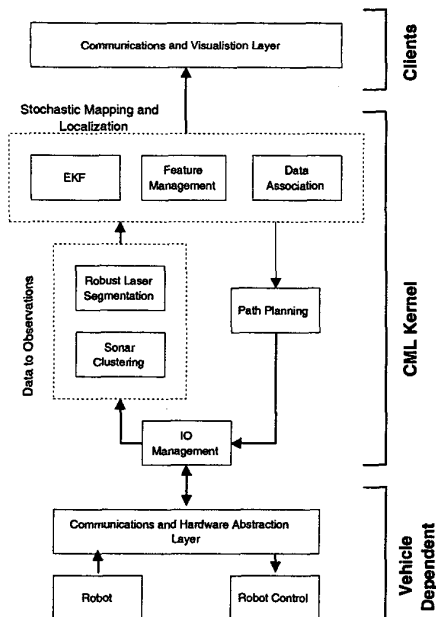 Communications and Visualistion Layer
Clients
Stochastic Mapping and
Localization
EKF
Feature
Management
Data
Association
CML Kernel
Data to Observations
Robust Laser
Segmentation
Sonar
Clustering
Path Planning
IO
Management
Communications and Hardware Abstraction
Layer
Vehicle
Dependent
Robot
Robot Control